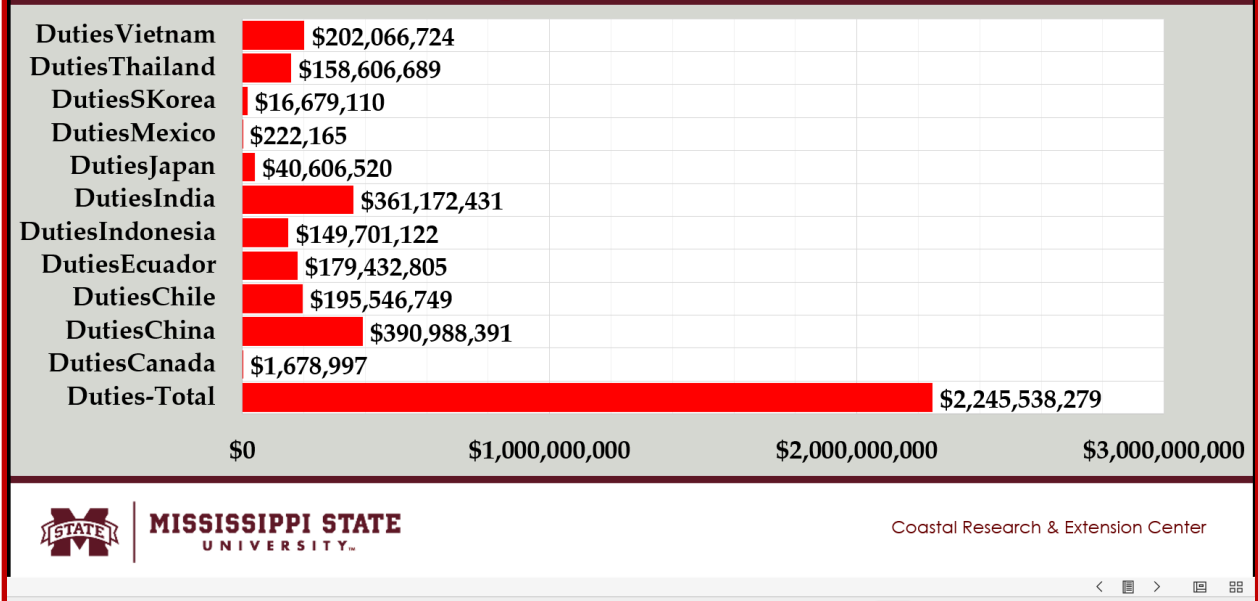 DutiesVietnam $202,066,724
DutiesThailand $158,606,689
DutiesSKorea $16,679,110
DutiesMexico $222,165
DutiesJapan $40,606,520
DutiesIndia $361,172,431
DutiesIndonesia $149,701,122
DutiesEcuador $179,432,805
DutiesChile $195,546,749
DutiesChina $390,988,391
DutiesCanada $1,678,997
Duties-Total $2,245,538,279
$0 $1,000,000,000 $2,000,000,000 $3,000,000,000
STATE
MISSISSIPPI STATE
UNIVERSITY™
Coastal Research & Extension Center